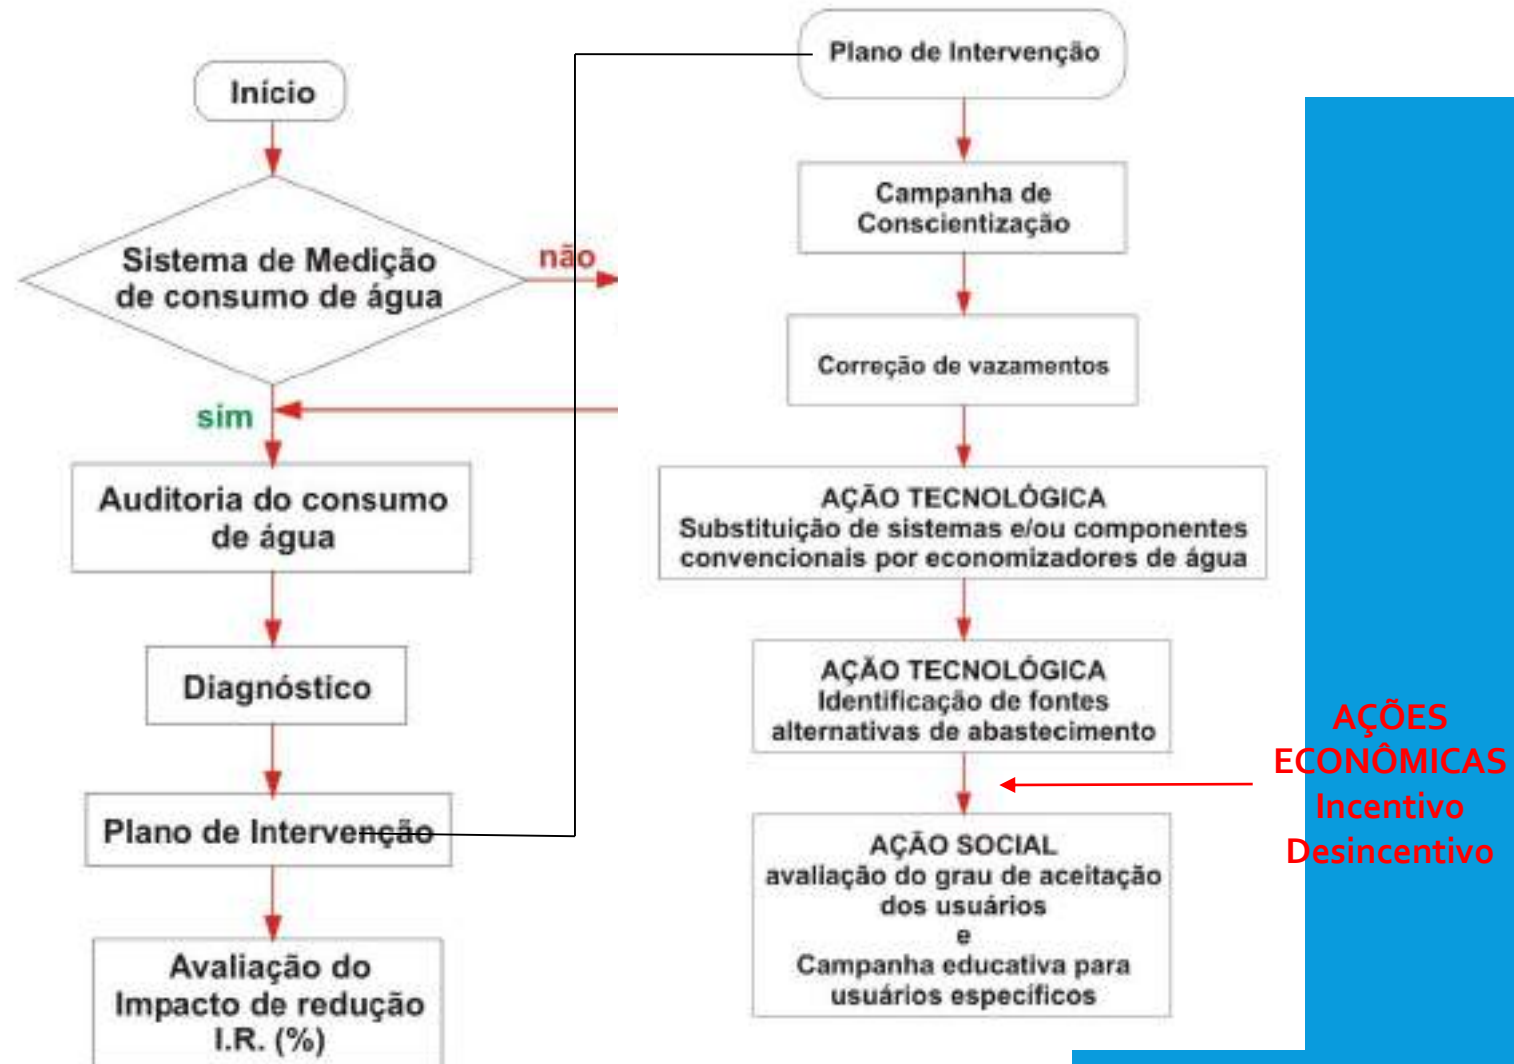 Início
Sistema de Medição
de consumo de água
não
sim
Auditoria do consumo
de água
Diagnóstico
Plano de Intervenção
Avaliação do
Impacto de redução
I.R. (%)
Plano de Intervenção
Campanha de
Conscientização
Correção de vazamentos
AÇÃO TECNOLÓGICA
Substituição de sistemas e/ou componentes
convencionais por economizadores de água
AÇÃO TECNOLÓGICA
Identificação de fontes
alternativas de abastecimento
AÇÃO SOCIAL
avaliação do grau de aceitação
dos usuários
e
Campanha educativa para
usuários específicos
AÇÕES
ECONÔMICAS
Incentivo
Desincentivo